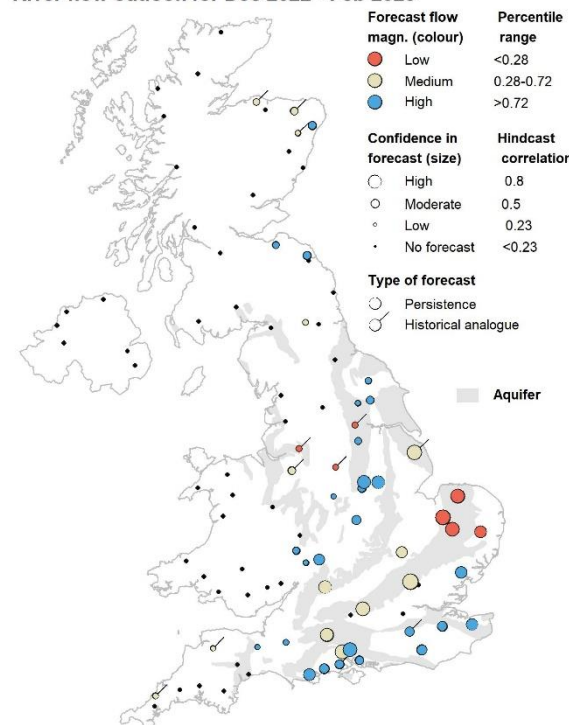 Forecast flow Percentile
magn. (colour) range
Low <0.28
Medium 0.28-0.72
High >0.72
Confidence in Hindcast
forecast (size) correlation
High 0.8
Moderate 0.5
Low 0.23
No forecast <0.23
Type of forecast
Persistence
Historical analogue
Aquifer